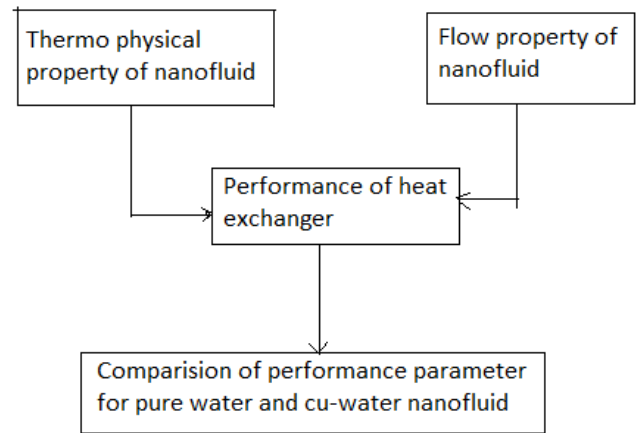 Thermo physical
property of nanofluid
Flow property of
nanofluid
Performance of heat
exchanger
Comparision of performance parameter
for pure water and cu-water nanofluid